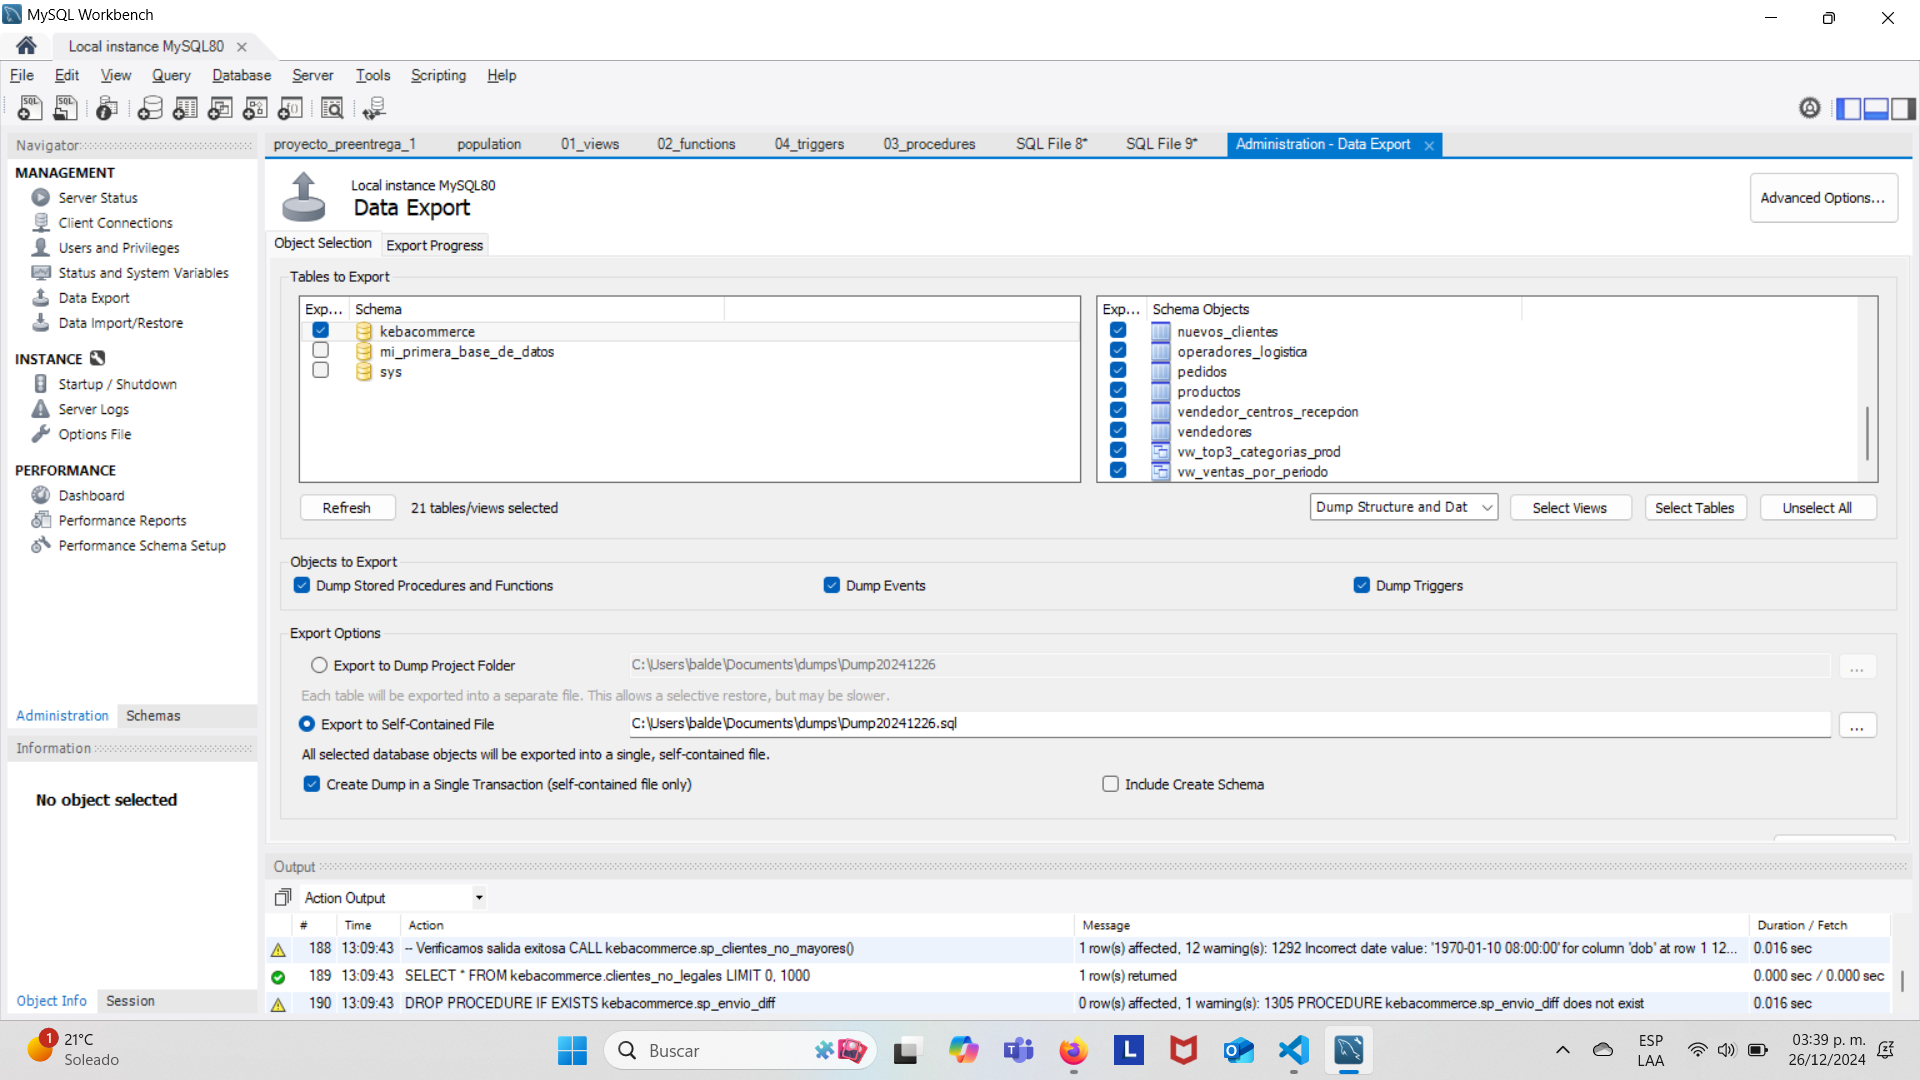 MySQL Workbench
Local instance MySQL80
File Edit View Query Database Server Tools Scripting Help
Navigator
MANAGEMENT
Server Status
Client Connections
Users and Privileges
Status and System Variables
Data Export
Data Import/Restore
INSTANCE
Startup / Shutdown
Server Logs
Options File
PERFORMANCE
Dashboard
Performance Reports
Performance Schema Setup
Administration Schemas
Information
No object selected
Object Info Session
proyecto_preentrega_1 population 01_views 02_functions 04_triggers 03_procedures SQL File 8* SQL File 9* Administration - Data Export
Local instance MySQL80
Data Export
Advanced Options...
Object Selection Export Progress
Tables to Export
Exp... Schema
kebacommerce
mi_primera_base_de_datos
sys
Exp... Schema Objects
nuevos_clientes
operadores_logistica
pedidos
productos
vendedor_centros_recepcion
vendedores
vw_top3_categorias_prod
vw_ventas_por_periodo
Refresh 21 tables/views selected Dump Structure and Dat Select Views Select Tables Unselect All
Objects to Export
Dump Stored Procedures and Functions Dump Events Dump Triggers
Export Options
Export to Dump Project Folder C:\Users\balde\Documents\dumps\Dump20241226 ...
Each table will be exported into a separate file. This allows a selective restore, but may be slower.
Export to Self-Contained File C:\Users\balde\Documents\dumps\Dump20241226.sql ...
All selected database objects will be exported into a single, self-contained file.
Create Dump in a Single Transaction (self-contained file only) Include Create Schema
Output
Action Output
# Time Action Message Duration / Fetch
188 13:09:43 -- Verificamos salida exitosa CALL kebacommerce.sp_clientes_no_mayores() 1 row(s) affected, 12 warning(s): 1292 Incorrect date value: '1970-01-10 08:00:00' for column 'dob' at row 1 12... 0.016 sec
189 13:09:43 SELECT * FROM kebacommerce.clientes_no_legales LIMIT 0, 1000 1 row(s) returned 0.000 sec / 0.000 sec
190 13:09:43 DROP PROCEDURE IF EXISTS kebacommerce.sp_envio_diff 0 row(s) affected, 1 warning(s): 1305 PROCEDURE kebacommerce.sp_envio_diff does not exist 0.016 sec
1 21°C
Soleado
Buscar
L
ESP
LAA
03:39 p. m.
26/12/2024